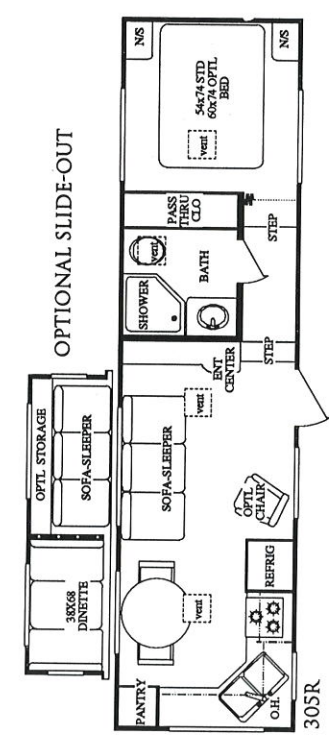 OPTIONAL SLIDE-OUT
38X68
DINETTE
OPTL STORAGE
SOFA-SLEEPER
PANTRY
vent
SOFA-SLEEPER
vent
ENT
CENTER
SHOWER
vent
BATH
PASS
THRU
CLO
N/S
54x74 STD
60x74 OPTL
BED
vent
N/S
O.H.
REFRIG
OPTL
CHAIR
STEP
STEP
305R